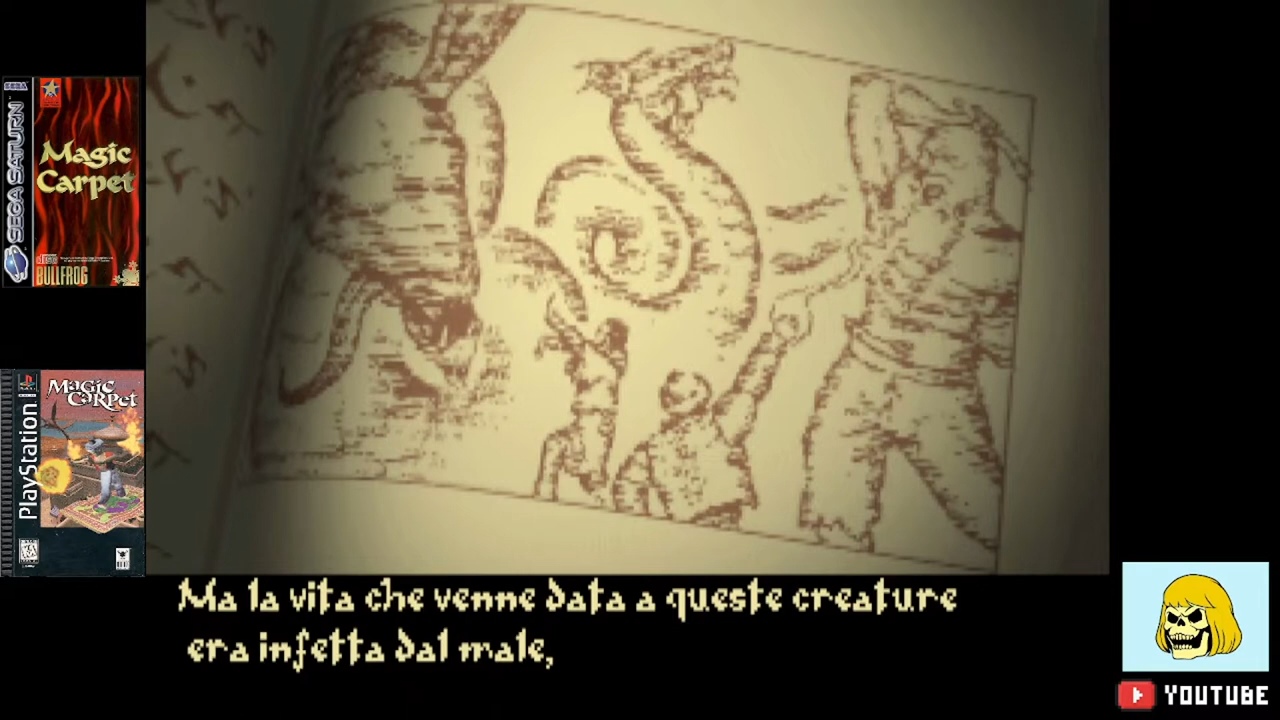 SEGA
SEGA SATURN
Magic
Carpet
BULLFROG
PlayStation
MAGIC
CARPET
Ma la vita che venne data a queste creature
era infetta dal male,
YOUTUBE